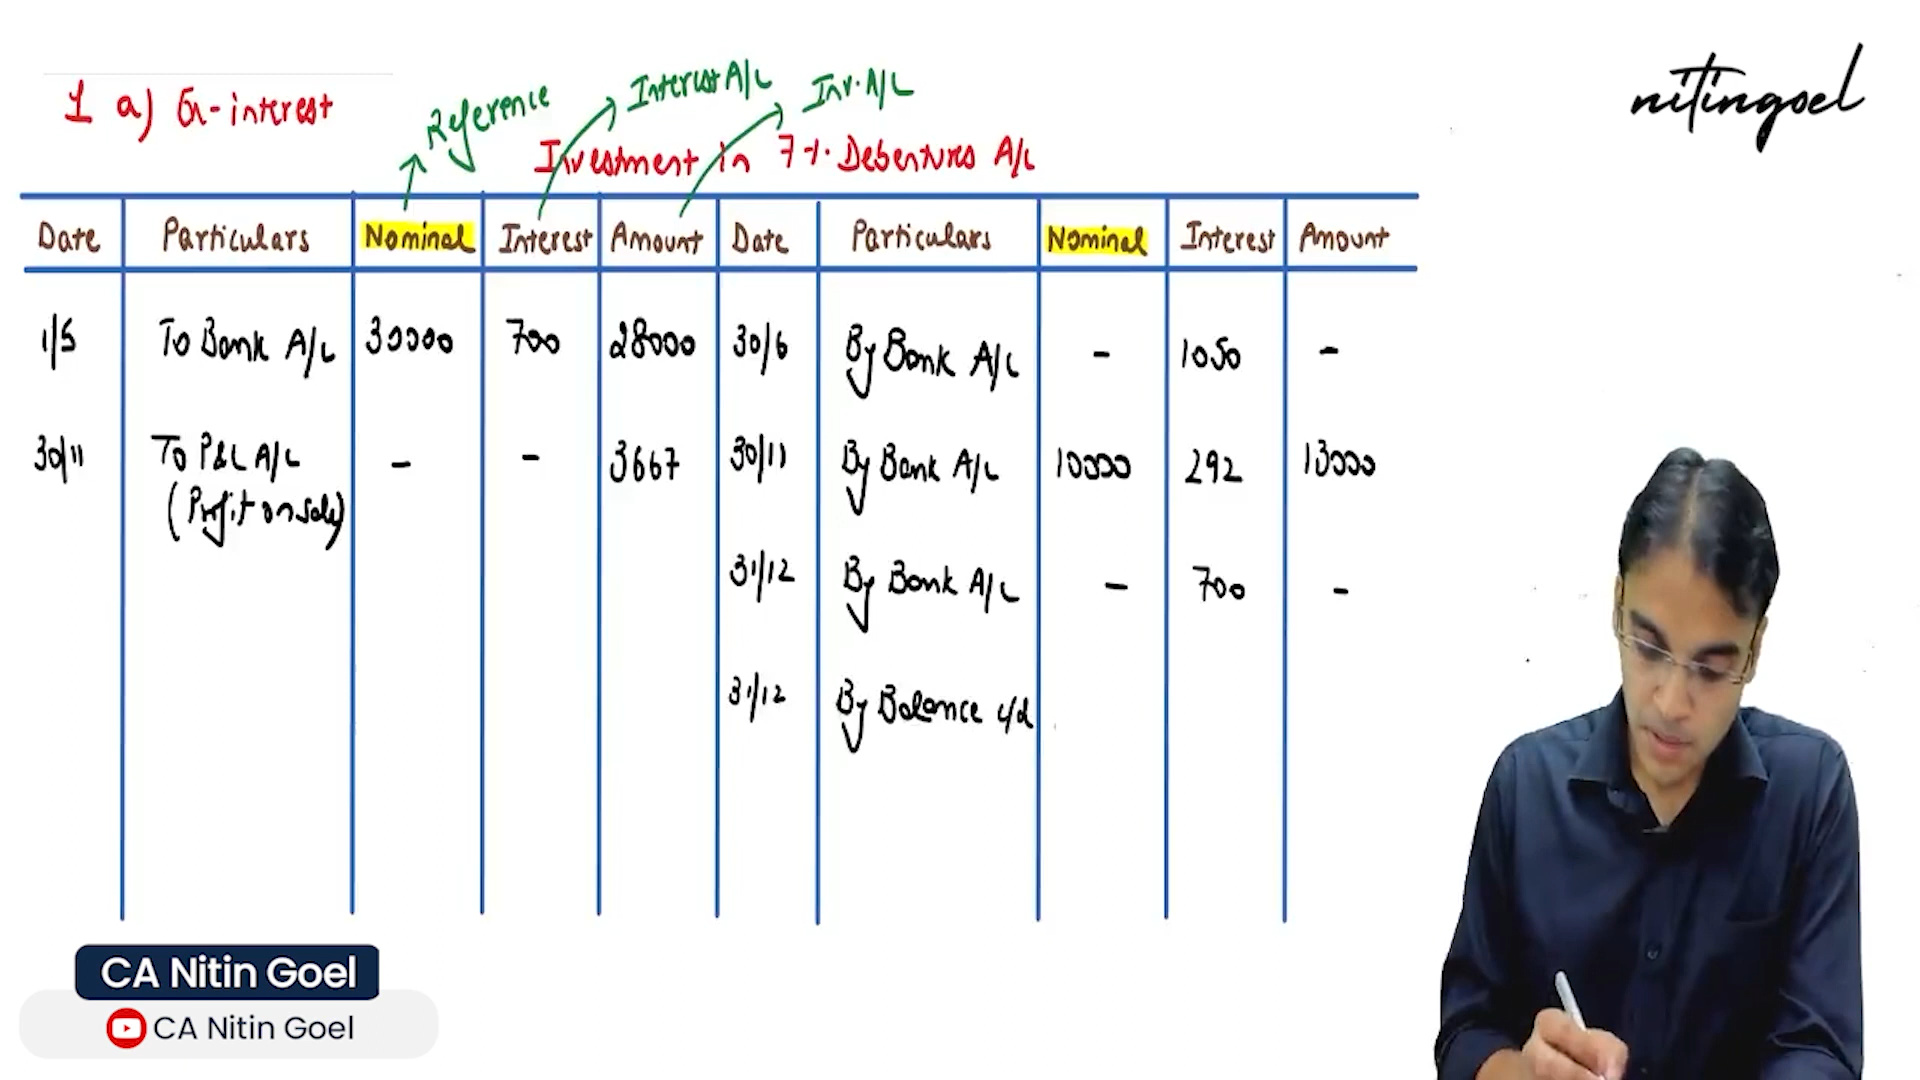 1 a) Ex-interest
Reference
Interest A/c
Inv. A/c
nitingoel
Investment in 7% Debentures A/c
Date Particulars Nominal Interest Amount Date Particulars Nominal Interest Amount
1/5 To Bank A/c 30000 700 28000 30/6 By Bank A/c - 1050 -
30/11 To P&L A/c - - 3667 30/11 By Bank A/c 10000 292 13000
(Profit on sale)
31/12 By Bank A/c - 700 -
31/12 By Balance c/d
CA Nitin Goel
CA Nitin Goel